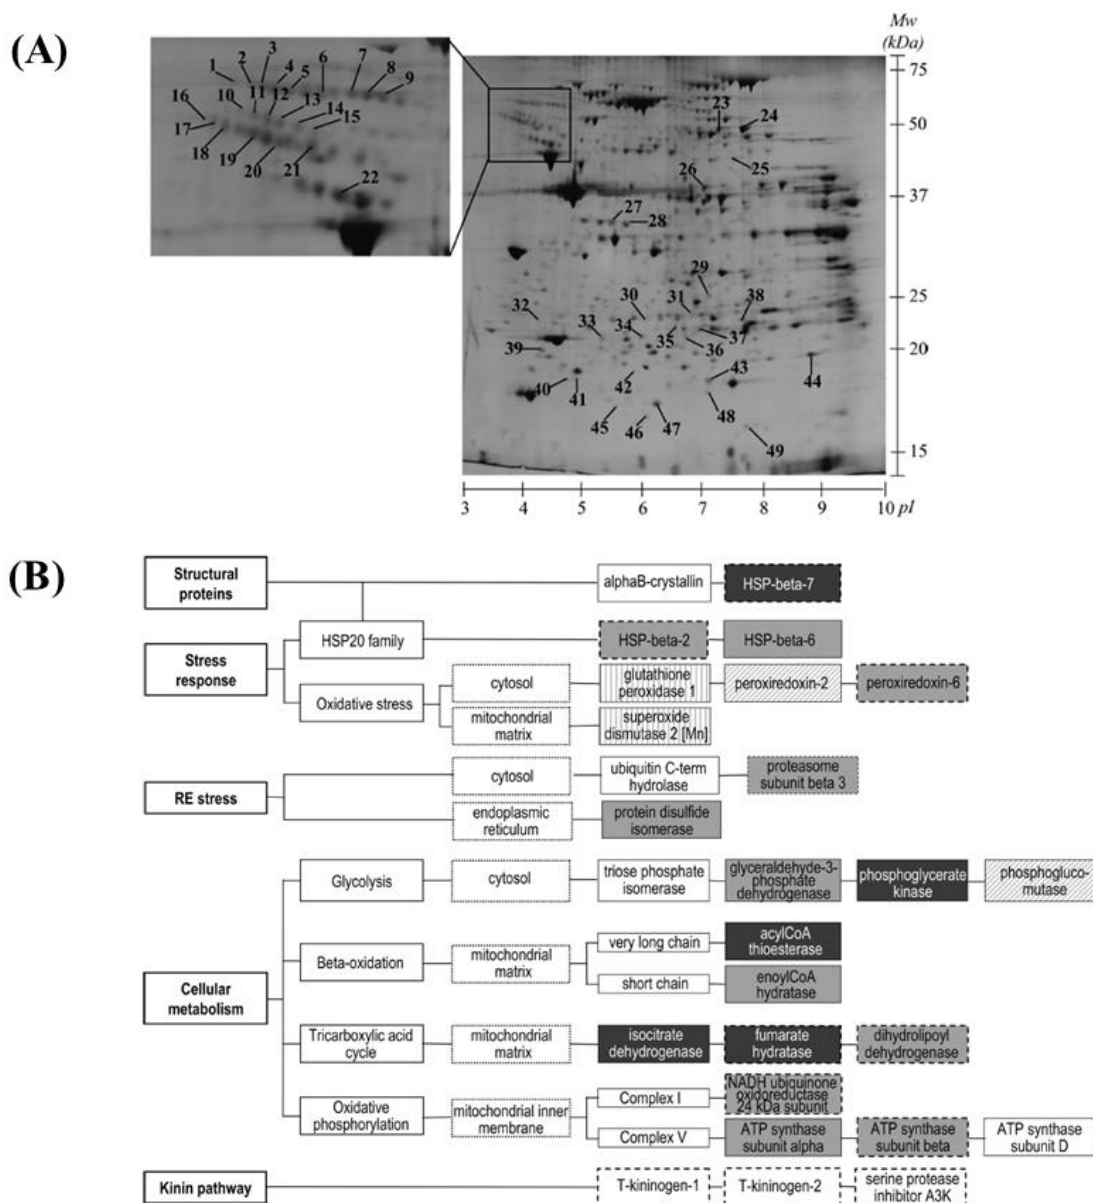 (A)
Mw
(kDa)
75
50
37
25
20
15
1
2
3
4
5
6
7
8
9
10
11
12
13
14
15
16
17
18
19
20
21
22
23
24
25
26
27
28
29
30
31
32
33
34
35
36
37
38
39
40
41
42
43
44
45
46
47
48
49
3 4 5 6 7 8 9 10 pI
(B)
Structural
proteins
alphaB-crystallin
HSP-beta-7
Stress
response
HSP20 family
HSP-beta-2
HSP-beta-6
Oxidative stress
cytosol
glutathione
peroxidase 1
peroxiredoxin-2
peroxiredoxin-6
mitochondrial
matrix
superoxide
dismutase 2 [Mn]
RE stress
cytosol
ubiquitin C-term
hydrolase
proteasome
subunit beta 3
endoplasmic
reticulum
protein disulfide
isomerase
Cellular
metabolism
Glycolysis
cytosol
triose phosphate
isomerase
glyceraldehyde-3-
phosphate
dehydrogenase
phosphoglycerate
kinase
phosphogluco-
mutase
Beta-oxidation
mitochondrial
matrix
very long chain
acylCoA
thioesterase
short chain
enoylCoA
hydratase
Tricarboxylic acid
cycle
mitochondrial
matrix
isocitrate
dehydrogenase
fumarate
hydratase
dihydrolipoyl
dehydrogenase
Oxidative
phosphorylation
mitochondrial inner
membrane
Complex I
NADH ubiquinone
oxidoreductase
24 kDa subunit
Complex V
ATP synthase
subunit alpha
ATP synthase
subunit beta
ATP synthase
subunit D
Kinin pathway
T-kininogen-1
T-kininogen-2
serine protease
inhibitor A3K